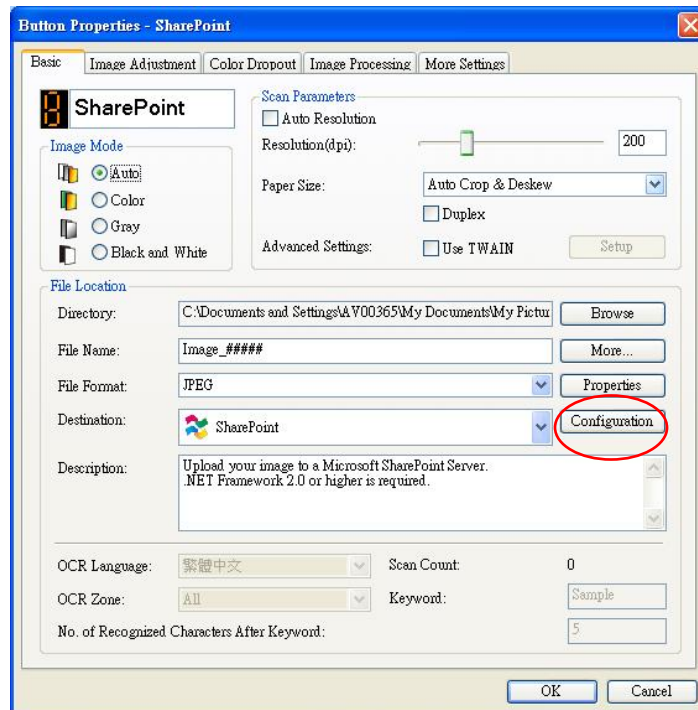 Button Properties - SharePoint
Basic Image Adjustment Color Dropout Image Processing More Settings
8 SharePoint
Image Mode
Auto
Color
Gray
Black and White
Scan Parameters
Auto Resolution
Resolution(dpi): 200
Paper Size: Auto Crop & Deskew
Duplex
Advanced Settings: Use TWAIN Setup
File Location
Directory: C:\Documents and Settings\AV00365\My Documents\My Pictur Browse
File Name: Image_##### More...
File Format: JPEG Properties
Destination: SharePoint Configuration
Description: Upload your image to a Microsoft SharePoint Server.
.NET Framework 2.0 or higher is required.
OCR Language: 繁體中文 Scan Count: 0
OCR Zone: All Keyword: Sample
No. of Recognized Characters After Keyword: 5
OK Cancel